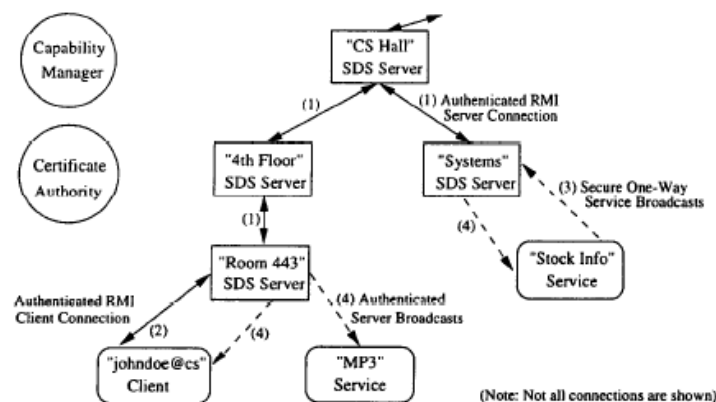 Capability
Manager
"CS Hall"
SDS Server
(1)
(1) Authenticated RMI
Server Connection
Certificate
Authority
"4th Floor"
SDS Server
"Systems"
SDS Server
(3) Secure One-Way
Service Broadcasts
(1)
(4)
"Room 443"
SDS Server
"Stock Info"
Service
Authenticated RMI
Client Connection
(2)
(4)
(4) Authenticated
Server Broadcasts
"johndoe@cs"
Client
"MP3"
Service
(Note: Not all connections are shown)